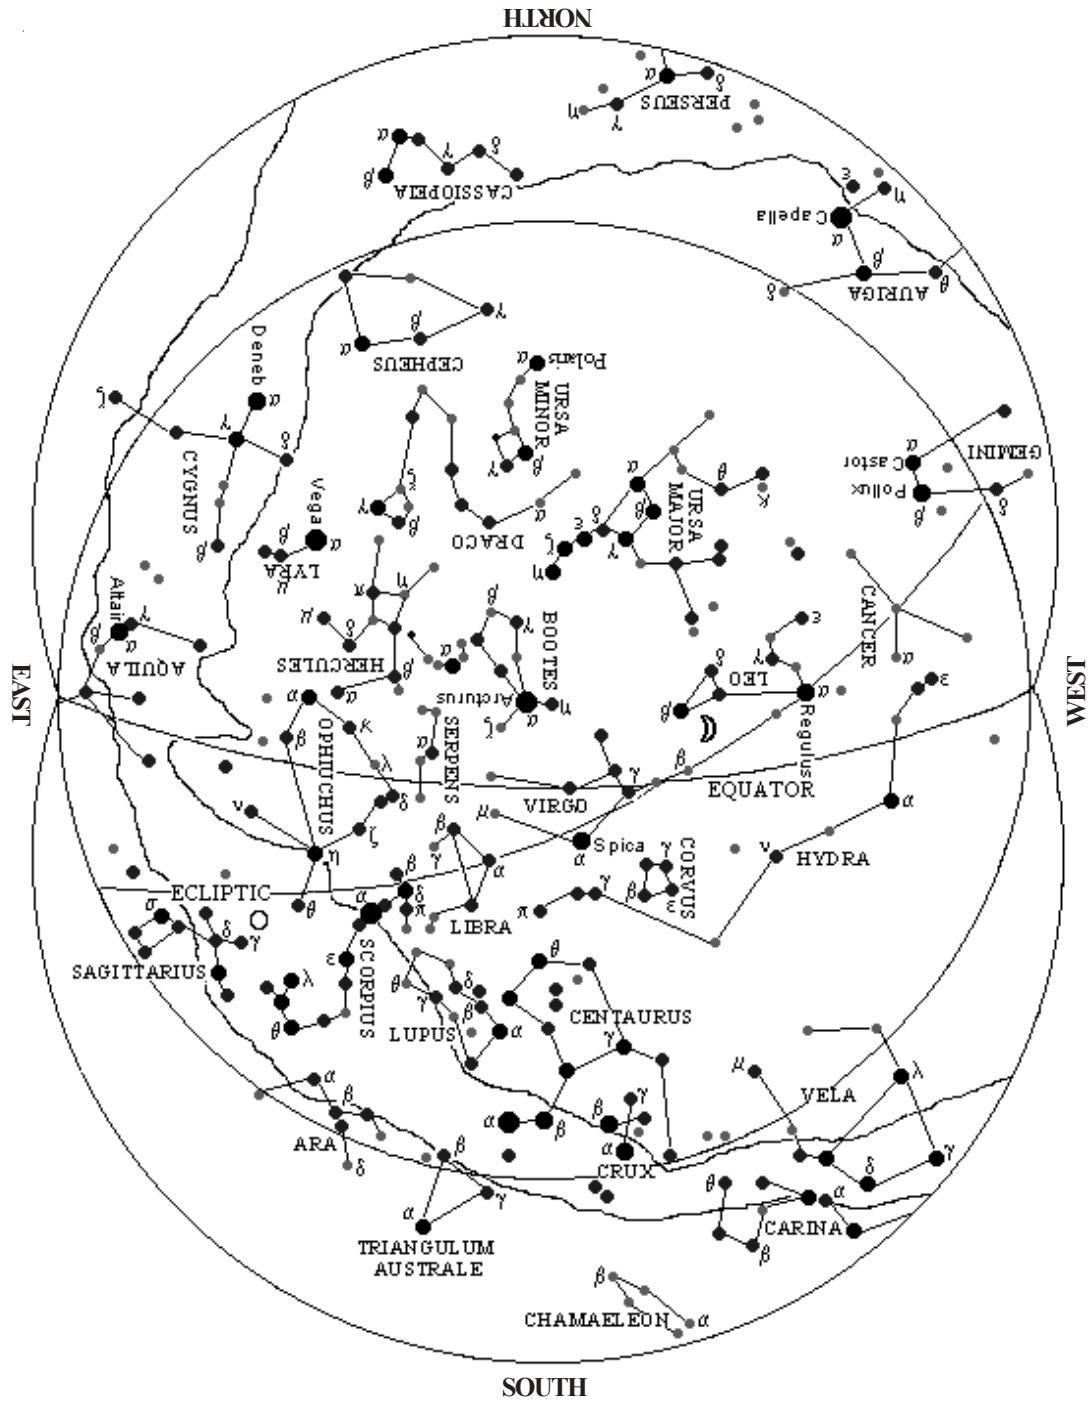 NORTH
α
δ
PERSEUS
η
γ
α
γ
δ
β
CASSIOPEIA
ε
η
Capella
α
β
θ
δ
AURIGA
γ
β
α
CEPHEUS
Deneb
α
ζ
γ
δ
CYGNUS
β
α
Polaris
URSA
MINOR
β
γ
α
Castor
GEMINI
Pollux
β
δ
ζ
γ
β
DRACO
α
α
θ
κ
URSA
MAJOR
β
δ
γ
ε
ζ
η
Vega
α
β
LYRA
μ
Altair
γ
β
α
AQUILA
π
η
μ
δ
HERCULES
β
α
α
β
γ
BOOTES
Arcturus
α
η
ζ
ε
γ
LEO
δ
β
α
Regulus
CANCER
α
ε
EAST
WEST
α
β
κ
OPHIUCHUS
λ
δ
ζ
ν
η
θ
SERPENS
α
VIRGO
γ
β
EQUATOR
μ
α
Spica
α
HYDRA
ν
β
γ
α
LIBRA
CORVUS
γ
β
ε
γ
π
ECLIPTIC
σ
δ
γ
SAGITTARIUS
β
δ
α
π
SCORPIUS
ε
λ
θ
θ
δ
γ
β
LUPUS
α
θ
CENTAURUS
γ
α
β
β
γ
α
CRUX
μ
VELA
λ
γ
δ
α
β
ARA
δ
β
γ
α
TRIANGULUM
AUSTRALE
θ
α
CARINA
β
β
CHAMAELEON
α
SOUTH